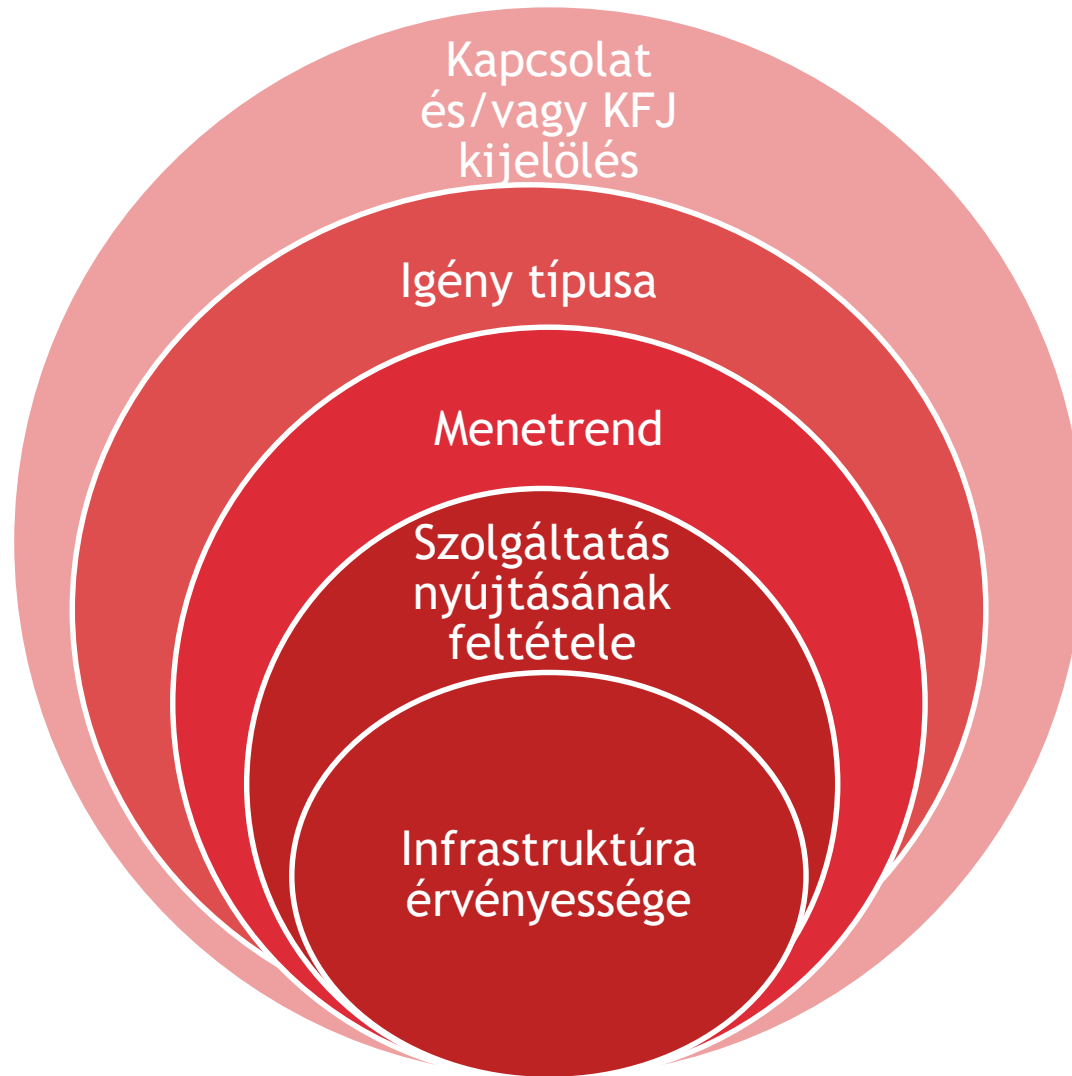 Kapcsolat
és/vagy KFJ
kijelölés
Igény típusa
Menetrend
Szolgáltatás
nyújtásának
feltétele
Infrastruktúra
érvényessége